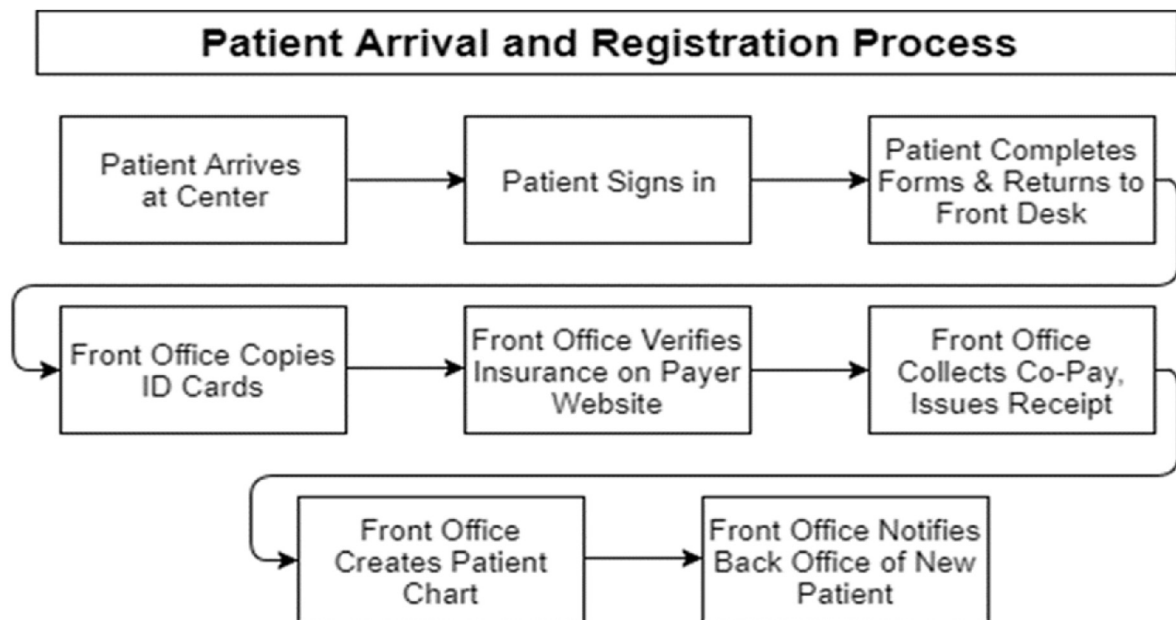 Patient Arrival and Registration Process
Patient Arrives
at Center
Patient Signs in
Patient Completes
Forms & Returns to
Front Desk
Front Office Copies
ID Cards
Front Office Verifies
Insurance on Payer
Website
Front Office
Collects Co-Pay,
Issues Receipt
Front Office
Creates Patient
Chart
Front Office Notifies
Back Office of New
Patient